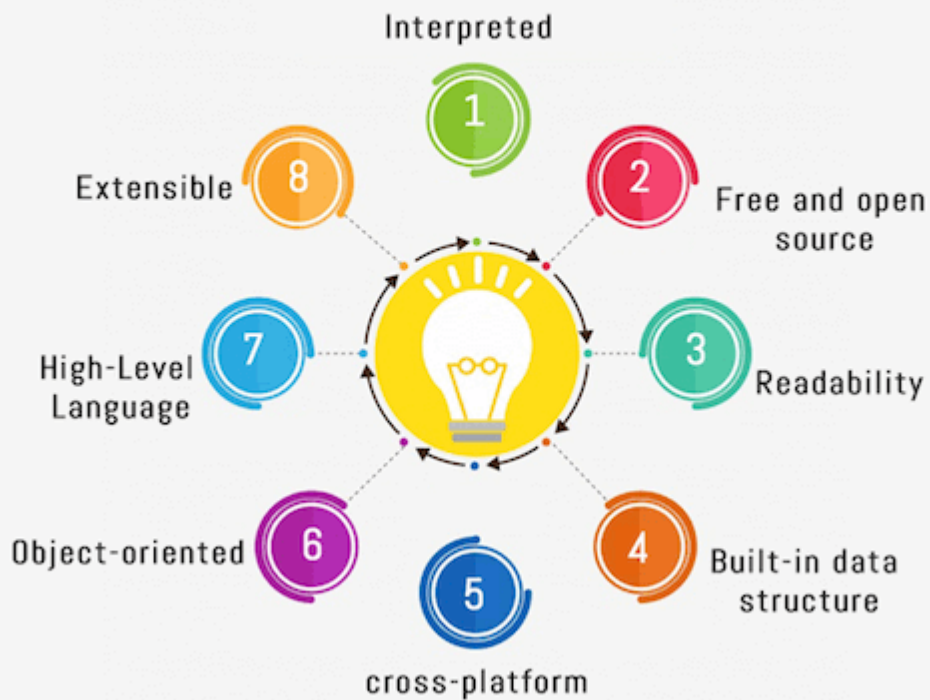 Interpreted
1
2
Free and open
source
3
Readability
4
Built-in data
structure
5
cross-platform
6
Object-oriented
7
High-Level
Language
8
Extensible